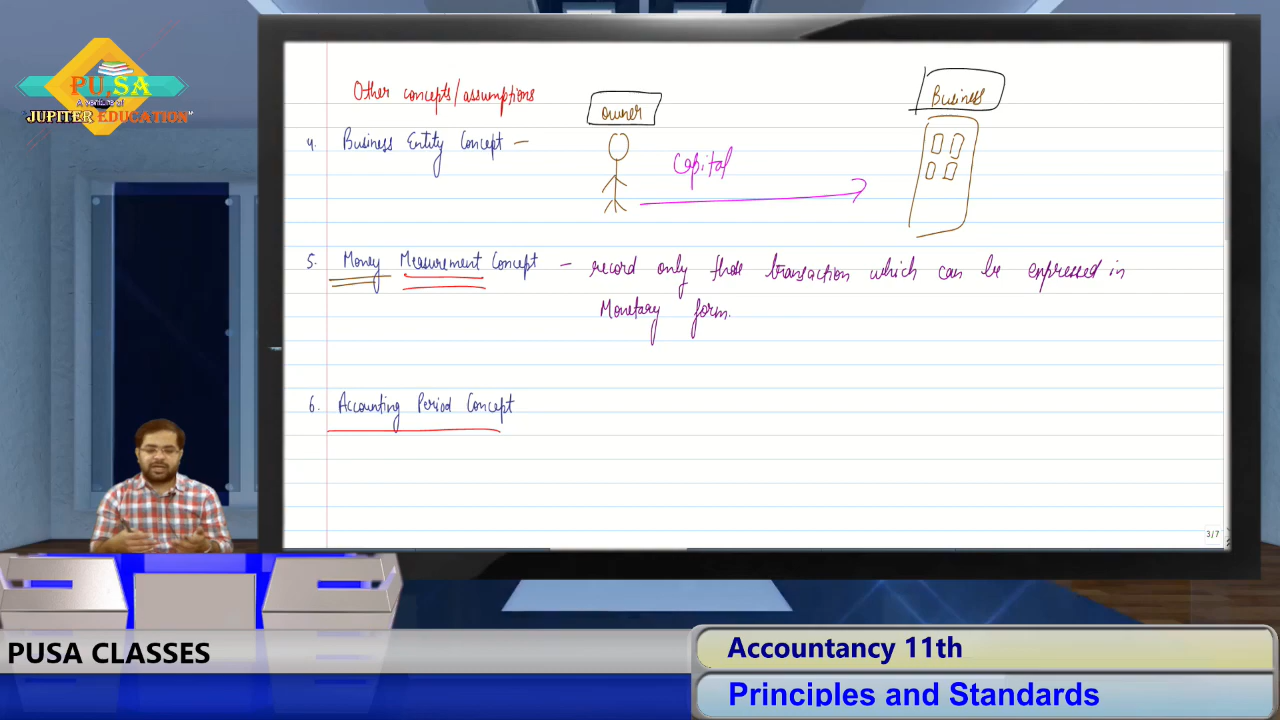 PU,SA
A venture of
"JUPITER EDUCATION"
Other concepts/assumptions
owner
Business
4. Business Entity Concept —
Capital
5. Money Measurement Concept — record only those transaction which can be expressed in
Monetary form.
6. Accounting Period Concept
3/7
PUSA CLASSES
Accountancy 11th
Principles and Standards